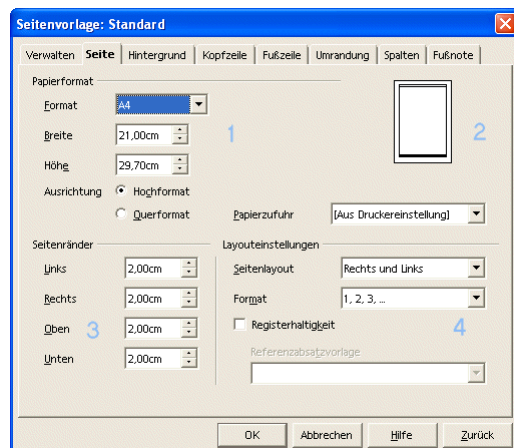 Seitenvorlage: Standard
Verwalten Seite Hintergrund Kopfzeile Fußzeile Umrandung Spalten Fußnote
Papierformat
Format A4
1
2
Breite 21,00cm
Höhe 29,70cm
Ausrichtung Hochformat
Querformat Papierzufuhr [Aus Druckereinstellung]
Seitenränder Layouteinstellungen
Links 2,00cm Seitenlayout Rechts und Links
Rechts 2,00cm Format 1, 2, 3, ...
Oben 3 2,00cm Registerhaltigkeit 4
Unten 2,00cm Referenzabsatzvorlage
OK Abbrechen Hilfe Zurück